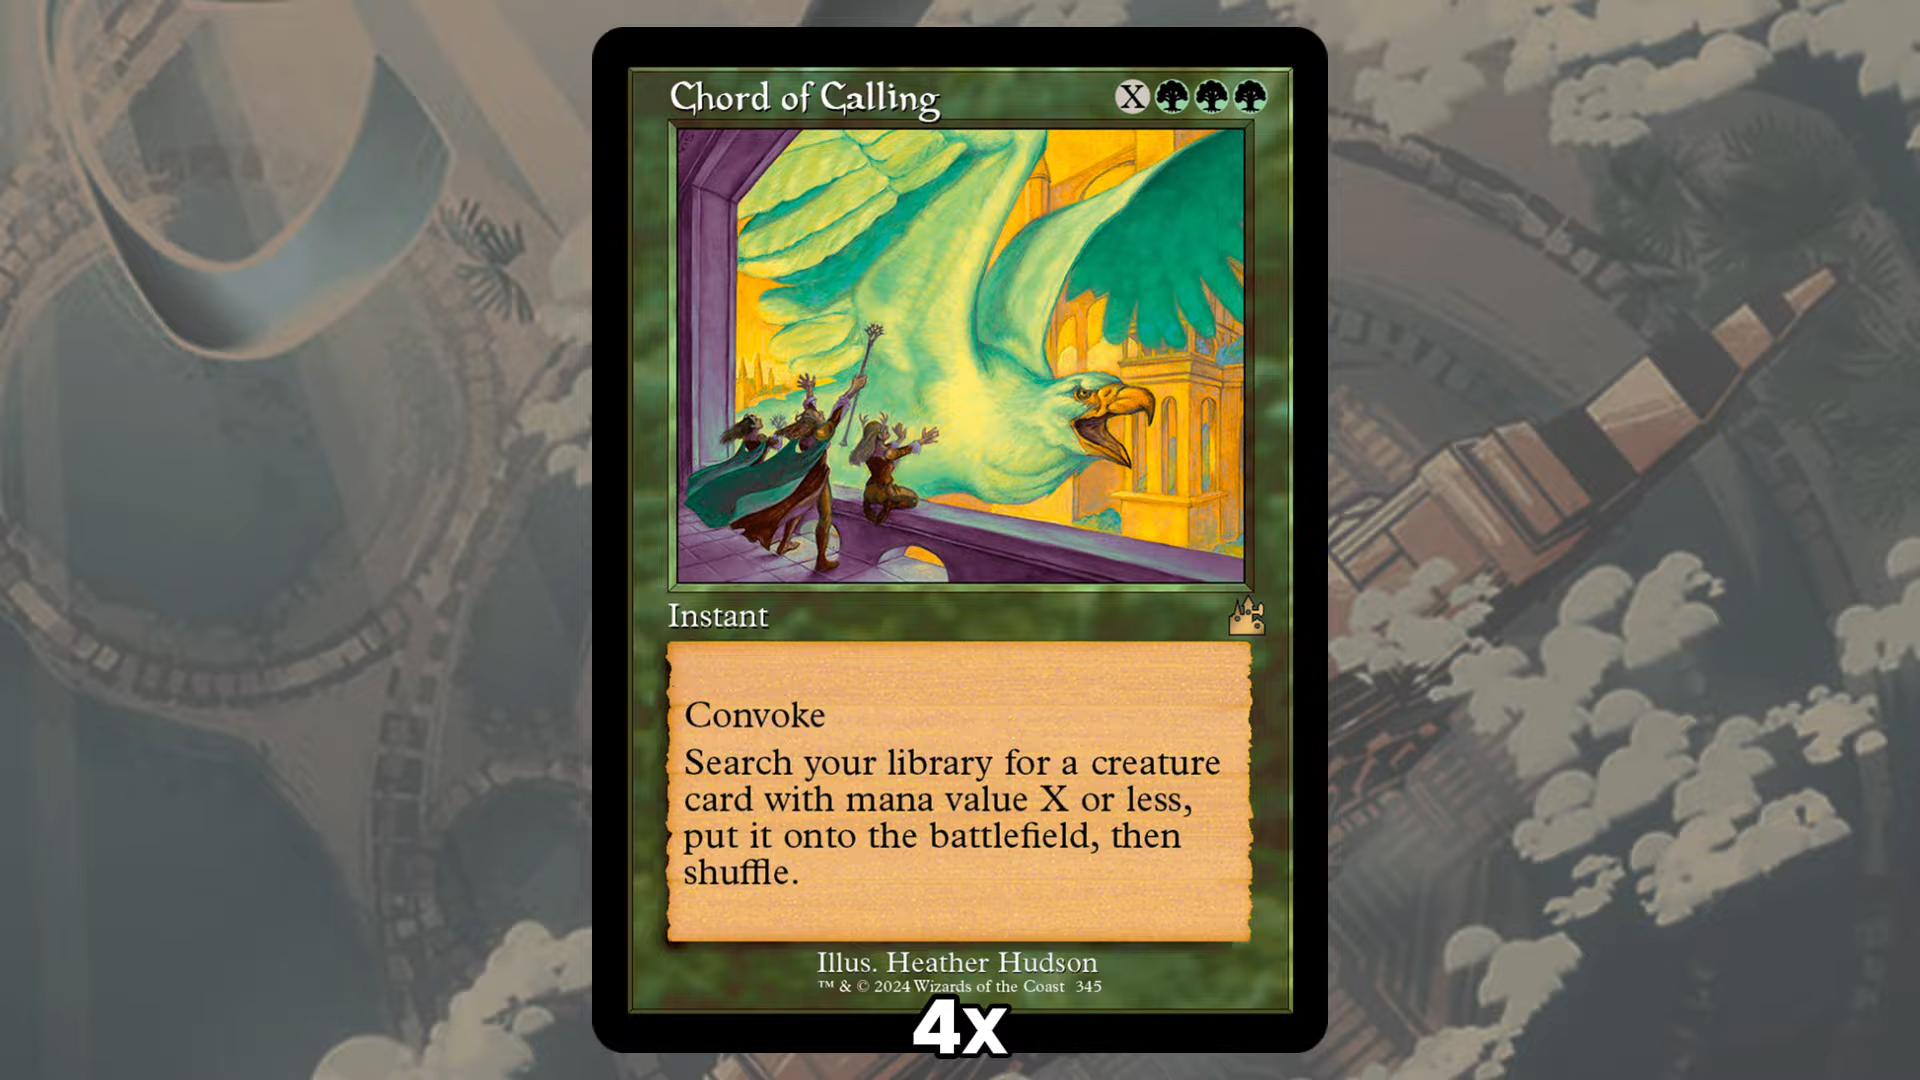 Chord of Calling X
Instant
Convoke
Search your library for a creature
card with mana value X or less,
put it onto the battlefield, then
shuffle.
Illus. Heather Hudson
™ & © 2024 Wizards of the Coast 345
4x